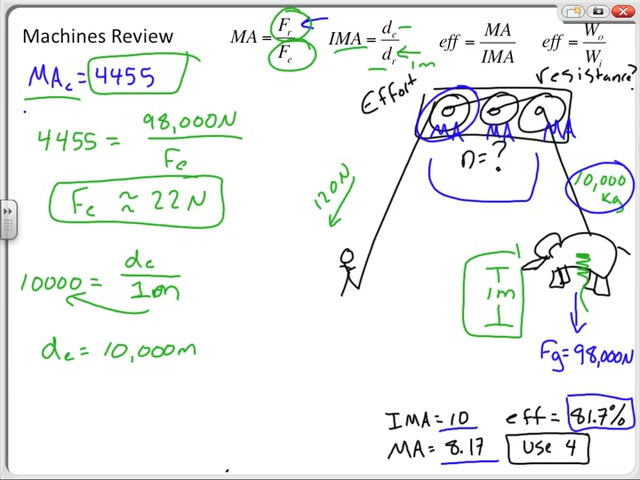 Machines Review
MA = Fr / Fe
IMA = de / dr
1m
eff = MA / IMA
eff = Wo / Wi
MAc = 4455
Effort
resistance?
4455 = 98,000N / Fe
MA MA MA
n = ?
10,000 kg
120N
Fe ≈ 22N
10000 = de / 1m
1m
Fg = 98,000N
de = 10,000m
IMA = 10 eff = 81.7%
MA = 8.17 USE 4